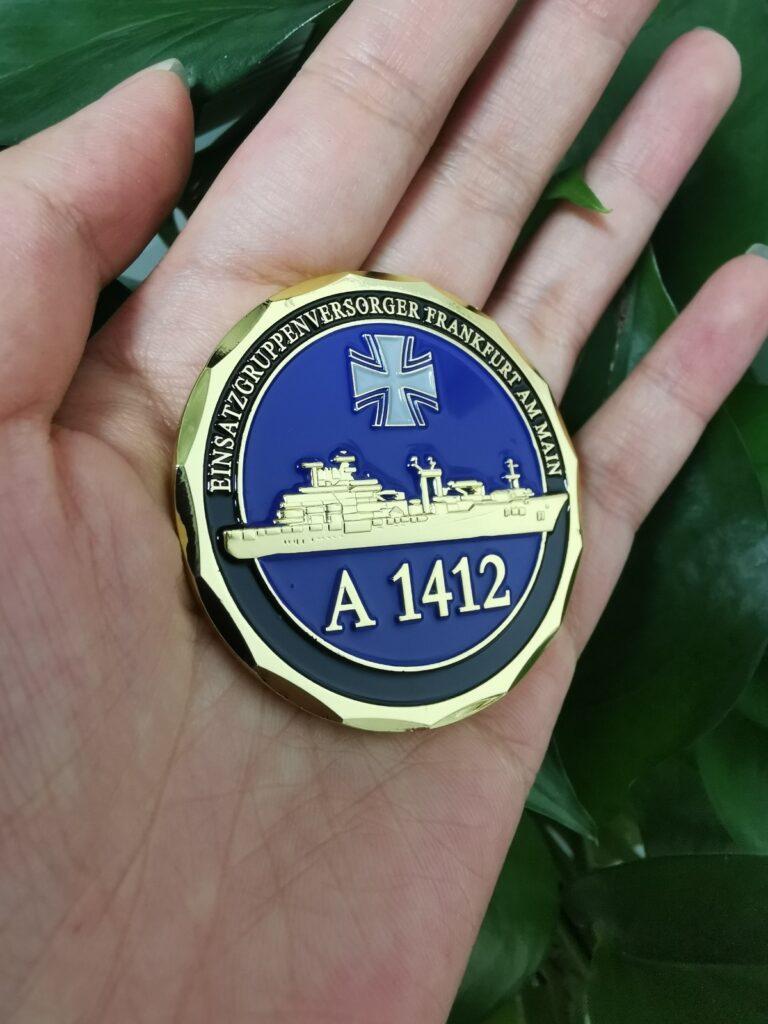 EINSATZGRUPPENVERSORGER FRANKFURT AM MAIN
A 1412